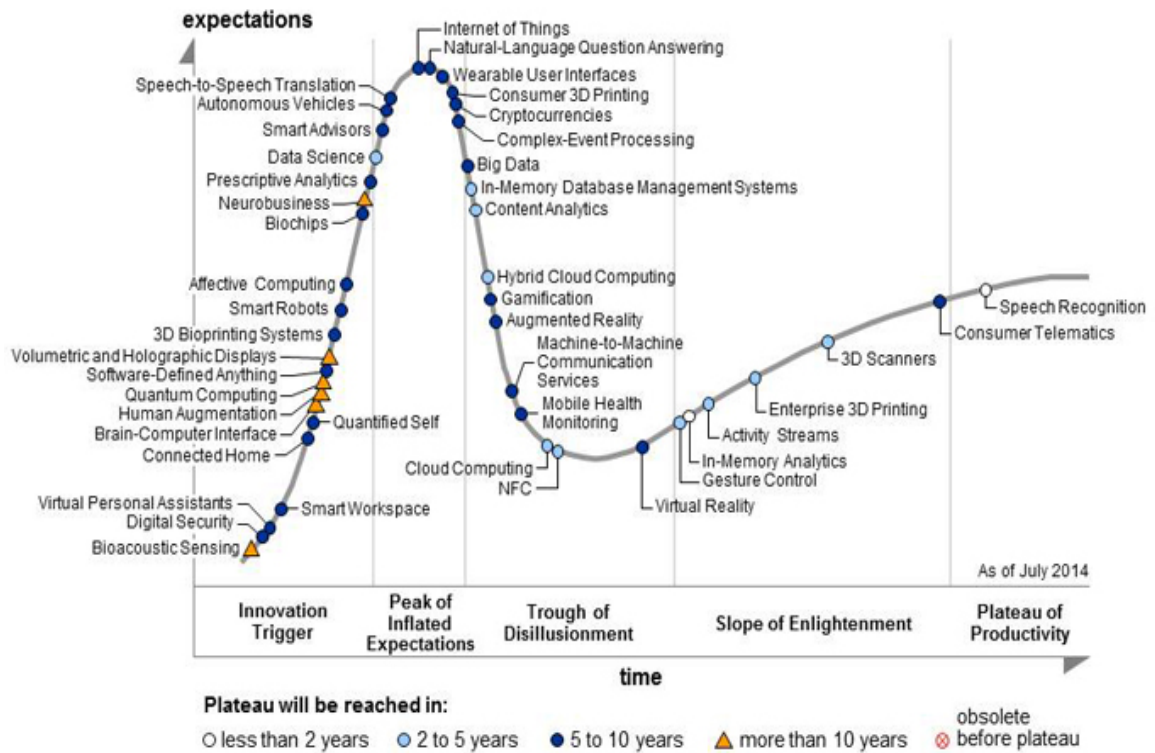 expectations
Internet of Things
Natural-Language Question Answering
Wearable User Interfaces
Speech-to-Speech Translation
Consumer 3D Printing
Autonomous Vehicles
Cryptocurrencies
Smart Advisors
Complex-Event Processing
Data Science
Big Data
Prescriptive Analytics
In-Memory Database Management Systems
Neurobusiness
Content Analytics
Biochips
Hybrid Cloud Computing
Affective Computing
Gamification
Smart Robots
Augmented Reality
3D Bioprinting Systems
Machine-to-Machine
Communication
Services
Volumetric and Holographic Displays
Software-Defined Anything
Quantum Computing
Mobile Health
Monitoring
Human Augmentation
Brain-Computer Interface
Quantified Self
Connected Home
Speech Recognition
Consumer Telematics
3D Scanners
Enterprise 3D Printing
Activity Streams
In-Memory Analytics
Gesture Control
Cloud Computing
NFC
Virtual Reality
Virtual Personal Assistants
Smart Workspace
Digital Security
Bioacoustic Sensing
As of July 2014
Innovation
Trigger
Peak of
Inflated
Expectations
Trough of
Disillusionment
Slope of Enlightenment
Plateau of
Productivity
time
Plateau will be reached in:
less than 2 years
2 to 5 years
5 to 10 years
more than 10 years
obsolete
before plateau